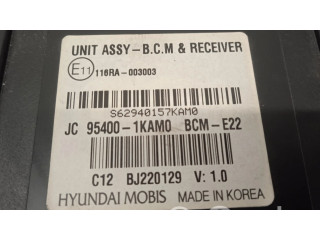 UNIT ASSY-B.C.M & RECEIVER
E11 116RA-003003
S62940157KAM0
JC 95400-1KAM0 BCM-E22
C12 BJ220129 V: 1.0
HYUNDAI MOBIS MADE IN KOREA